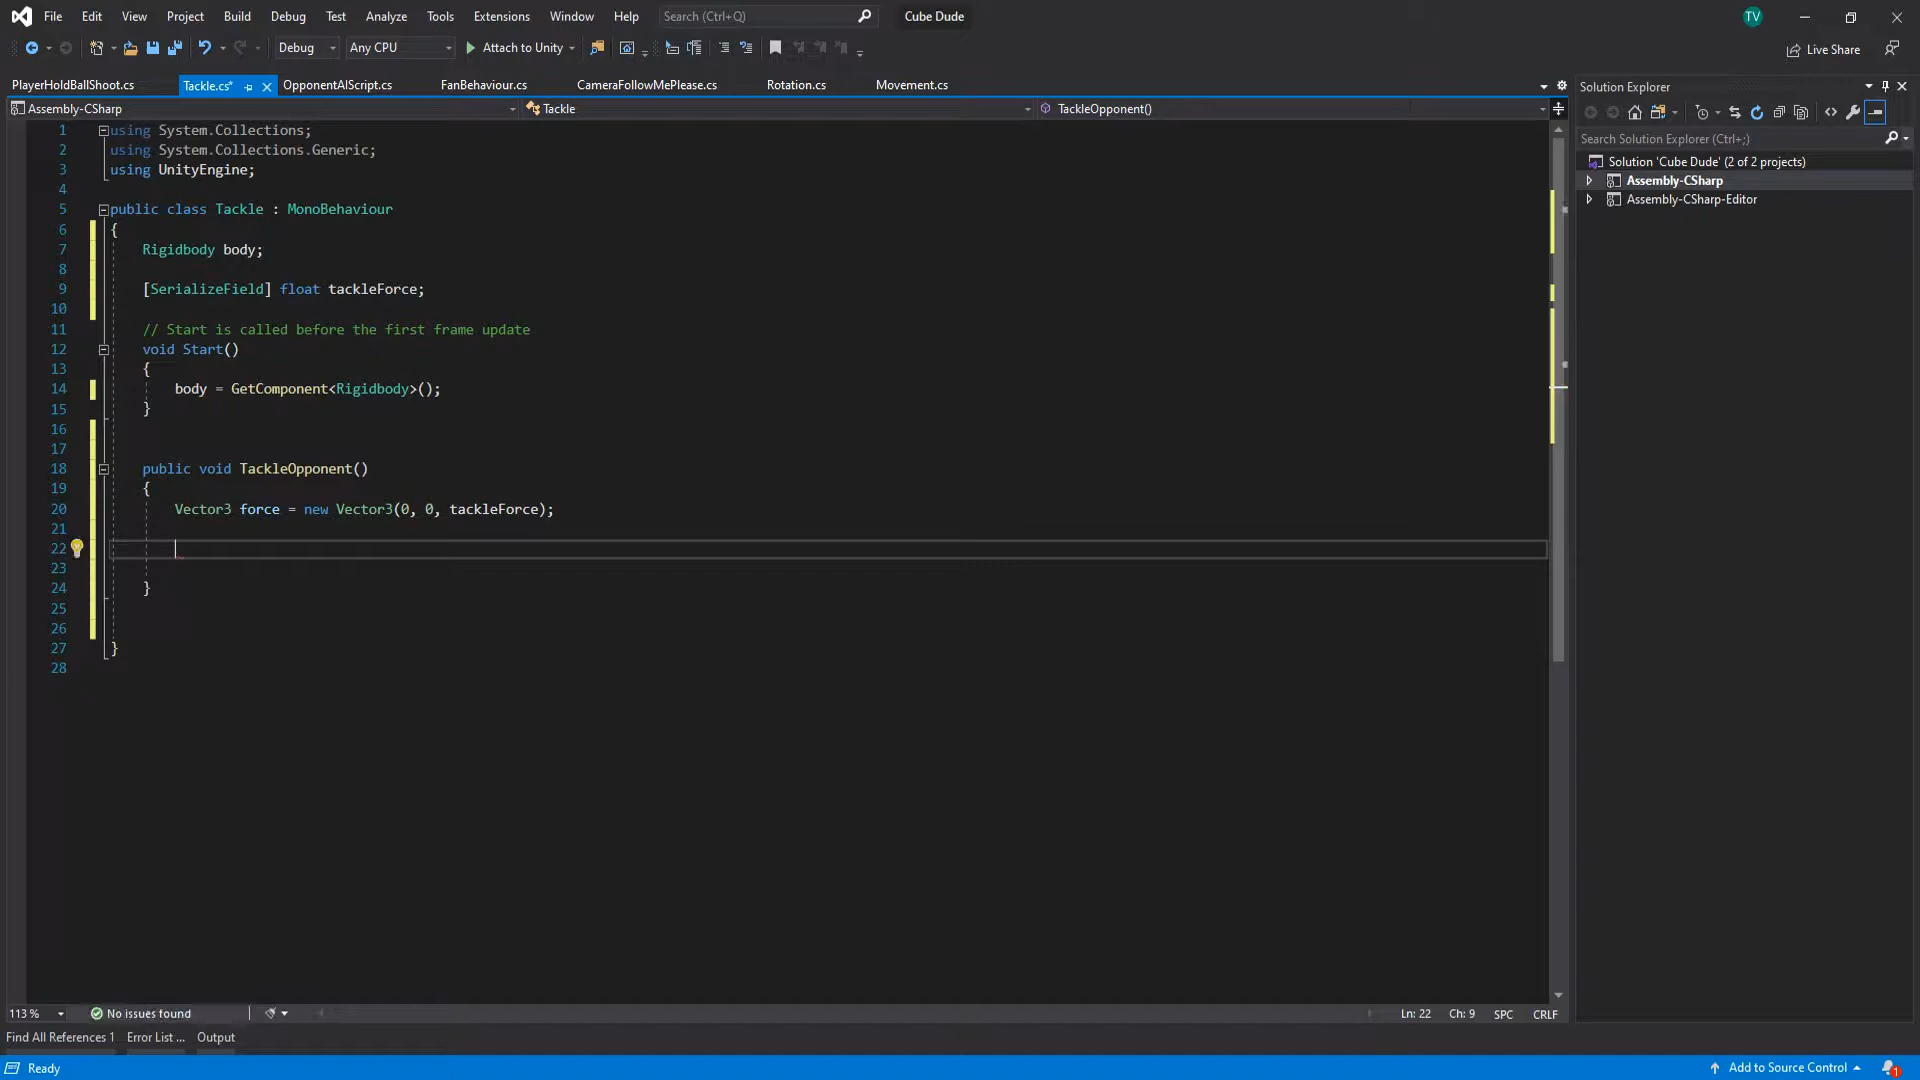 File Edit View Project Build Debug Test Analyze Tools Extensions Window Help Search (Ctrl+Q) Cube Dude TV
Debug Any CPU Attach to Unity Live Share
PlayerHoldBallShoot.cs Tackle.cs* OpponentAIScript.cs FanBehaviour.cs CameraFollowMePlease.cs Rotation.cs Movement.cs
Assembly-CSharp Tackle TackleOpponent()
1 using System.Collections;
2 using System.Collections.Generic;
3 using UnityEngine;
4
5 public class Tackle : MonoBehaviour
6 {
7 Rigidbody body;
8
9 [SerializeField] float tackleForce;
10
11 // Start is called before the first frame update
12 void Start()
13 {
14 body = GetComponent<Rigidbody>();
15 }
16
17
18 public void TackleOpponent()
19 {
20 Vector3 force = new Vector3(0, 0, tackleForce);
21
22
23
24 }
25
26
27 }
28
Solution Explorer
Search Solution Explorer (Ctrl+;)
Solution 'Cube Dude' (2 of 2 projects)
Assembly-CSharp
Assembly-CSharp-Editor
113 % No issues found Ln: 22 Ch: 9 SPC CRLF
Find All References 1 Error List ... Output
Ready Add to Source Control 1